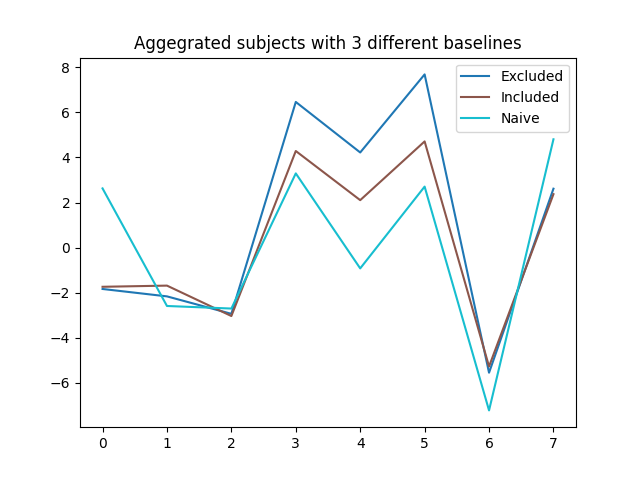 Aggegrated subjects with 3 different baselines
8
6
4
2
0
−2
−4
−6
0 1 2 3 4 5 6 7
Excluded
Included
Naive